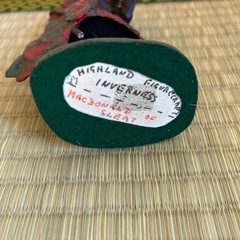 HIGHLAND FIGURECRAFT
INVERNESS
MACDONALD OF
SLEAT